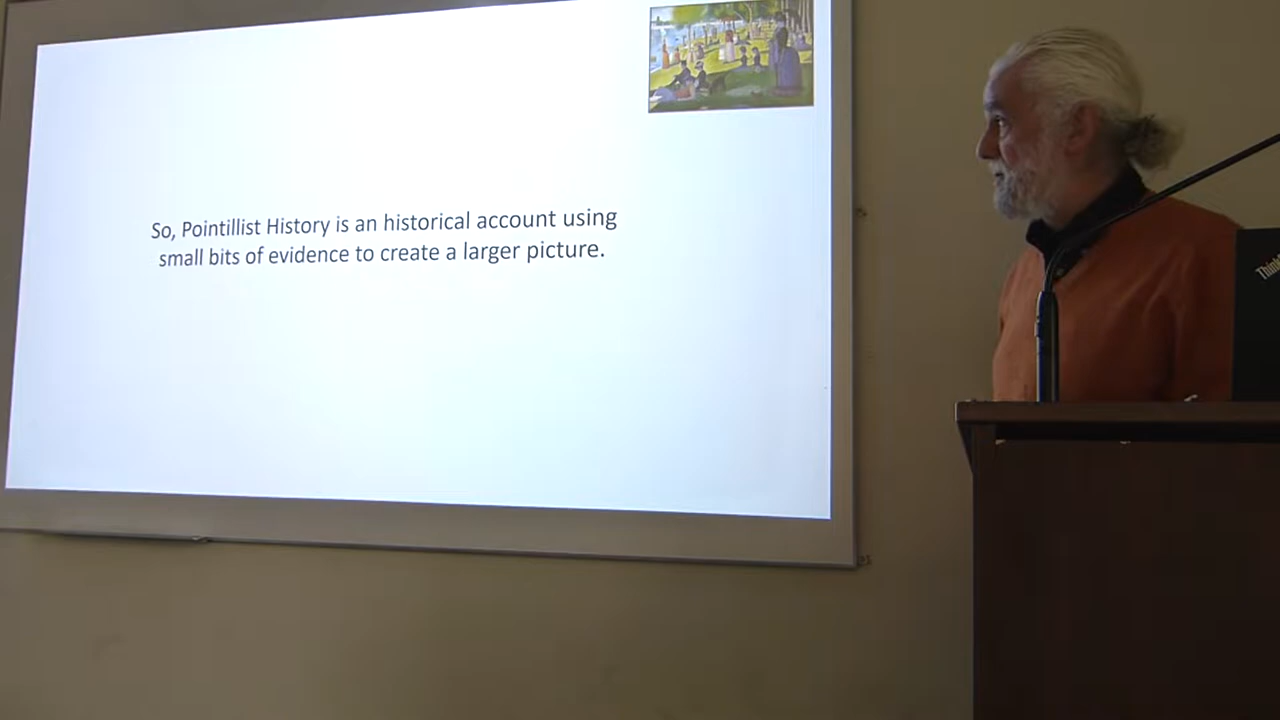 So, Pointillist History is an historical account using
small bits of evidence to create a larger picture.